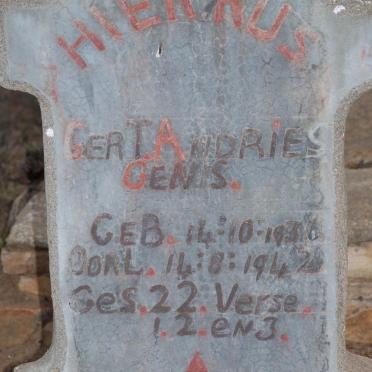 HIER RUS
GERT ANDRIES
GENIS.
GEB. 14:10:1938
OORL. 14:8:1942
GES. 22. VERSE.
1. 2. EN 3.